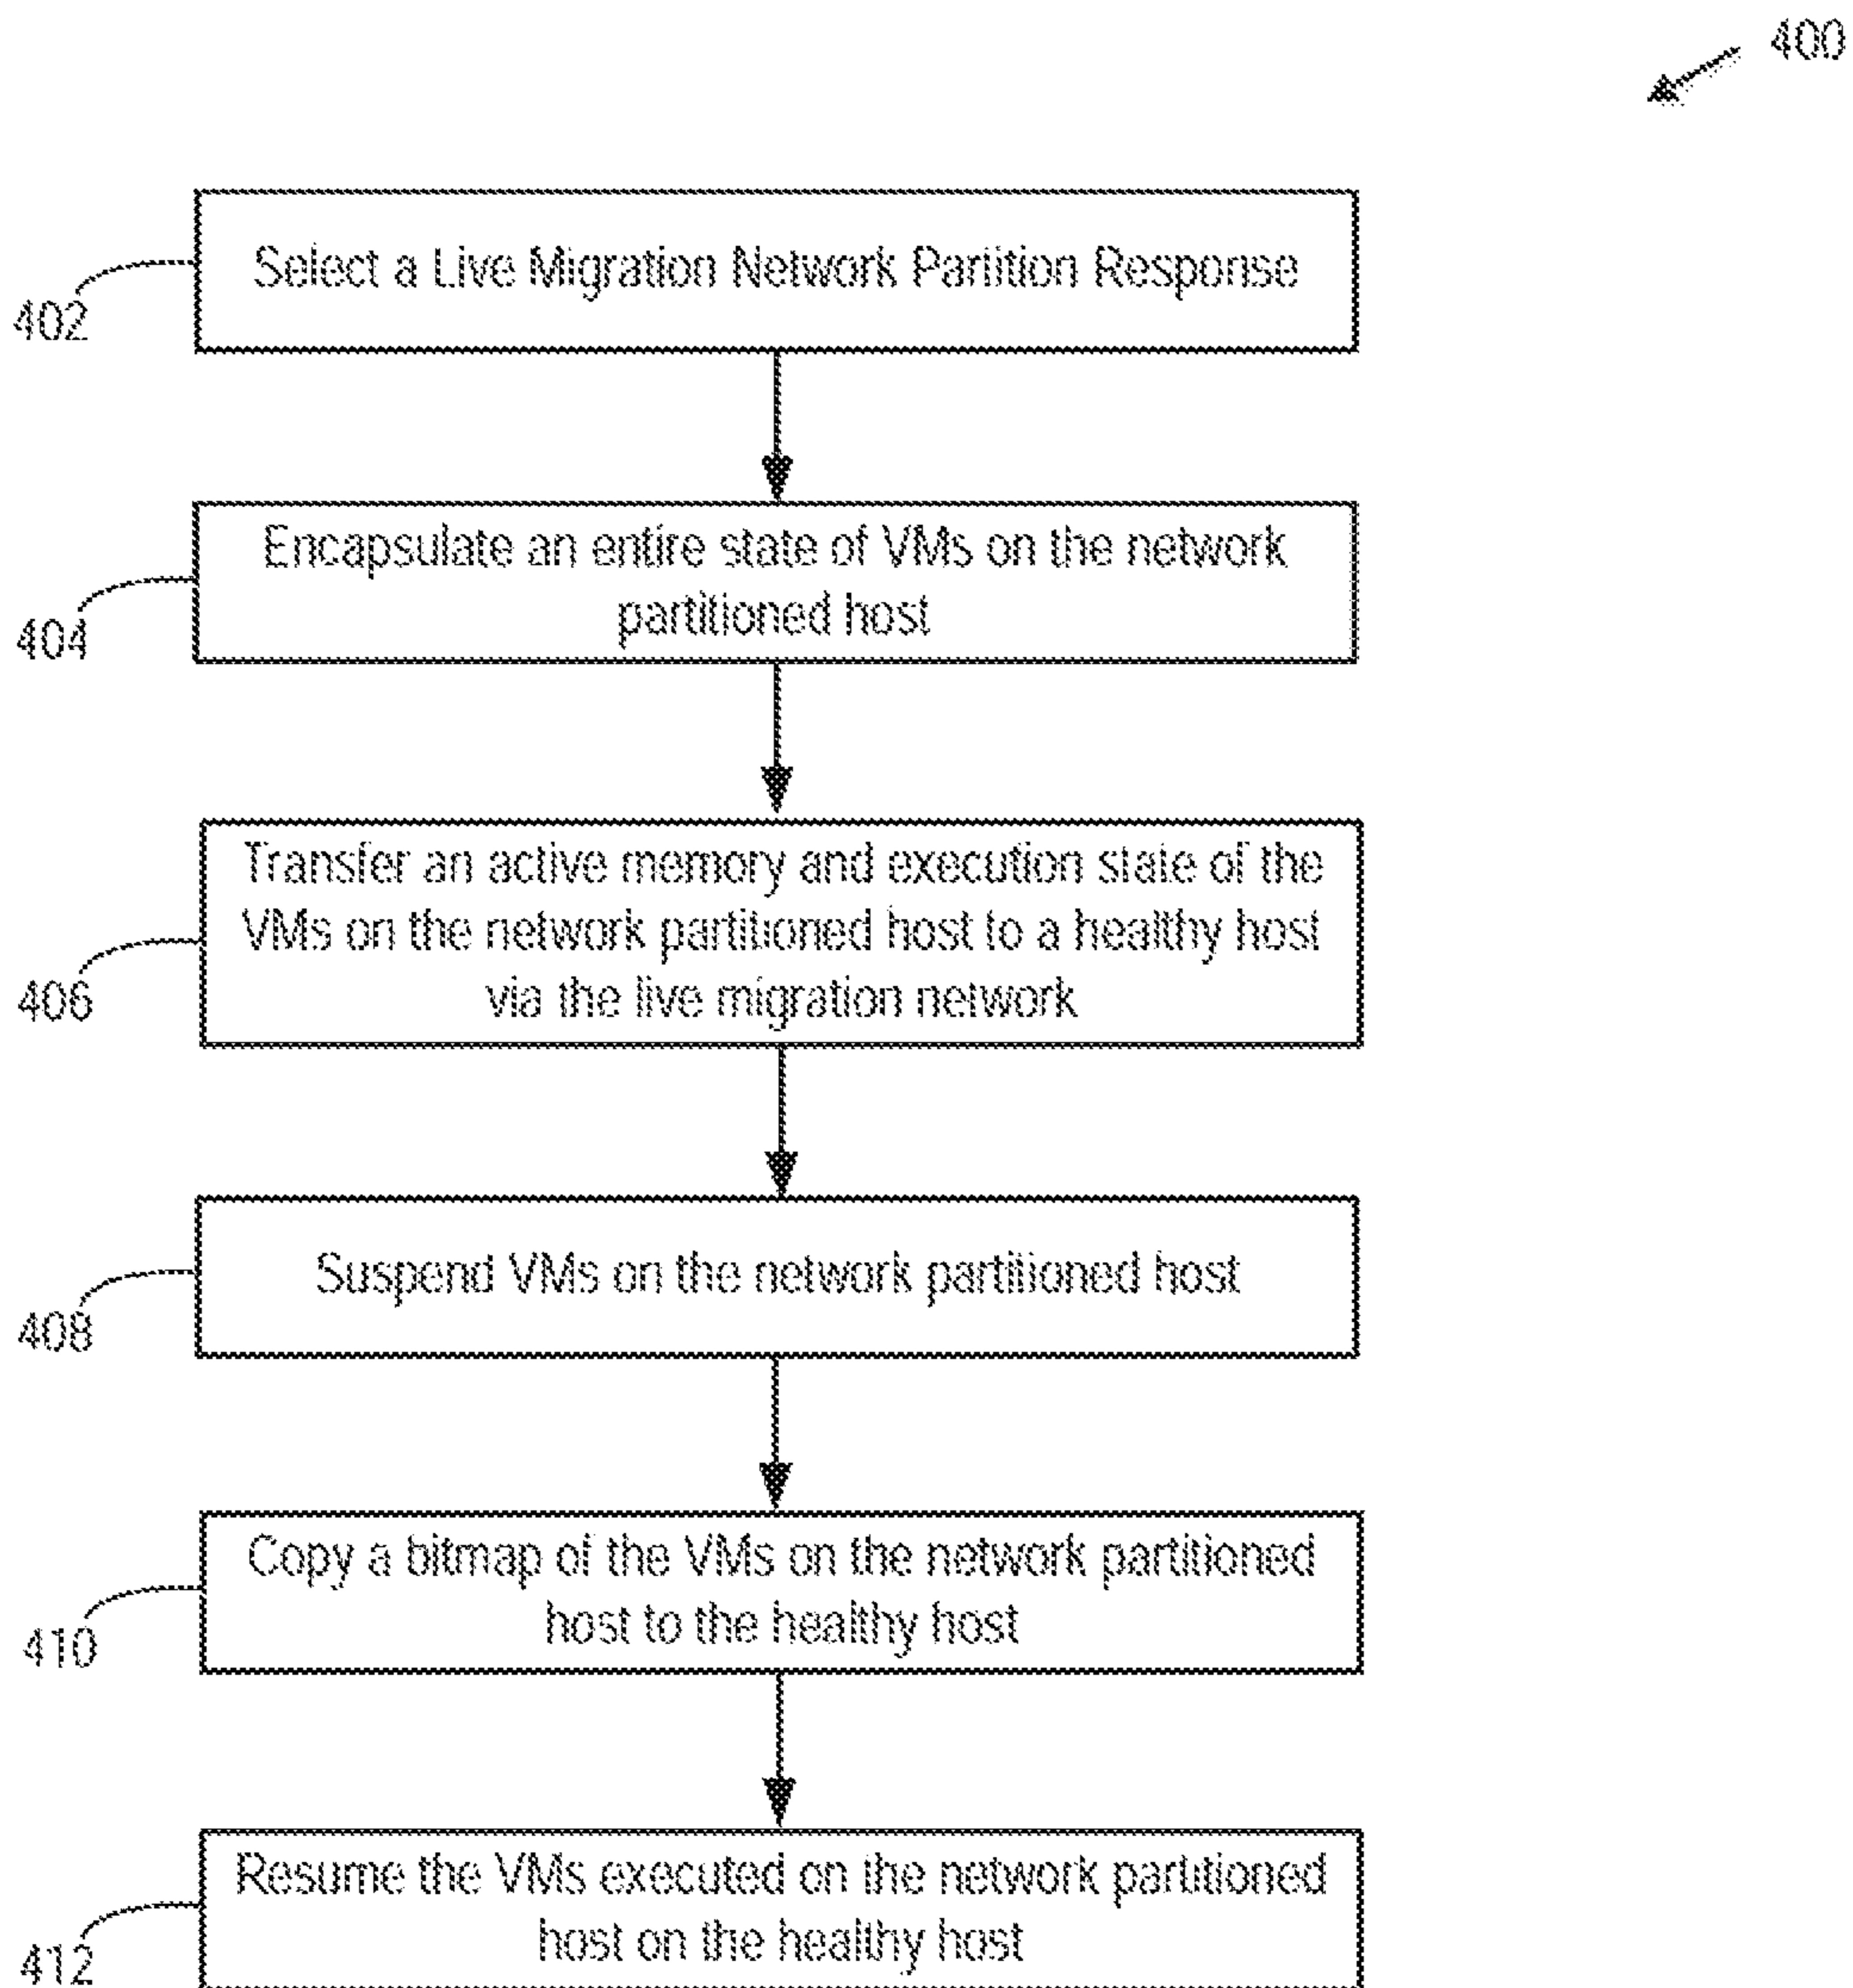 400
Select a Live Migration Network Partition Response
402
Encapsulate an entire state of VMs on the network
partitioned host
404
Transfer an active memory and execution state of the
VMs on the network partitioned host to a healthy host
via the live migration network
406
Suspend VMs on the network partitioned host
408
Copy a bitmap of the VMs on the network partitioned
host to the healthy host
410
Resume the VMs executed on the network partitioned
host on the healthy host
412